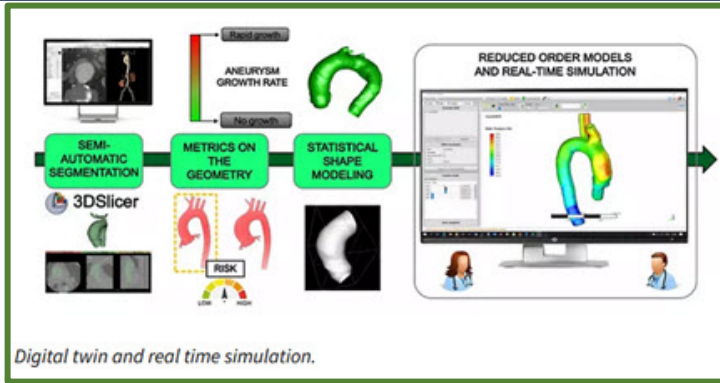 Rapid growth
ANEURYSM
GROWTH RATE
No growth
REDUCED ORDER MODELS
AND REAL-TIME SIMULATION
SEMI-
AUTOMATIC
SEGMENTATION
METRICS ON
THE
GEOMETRY
STATISTICAL
SHAPE
MODELING
3DSlicer
RISK
LOW
HIGH
Digital twin and real time simulation.